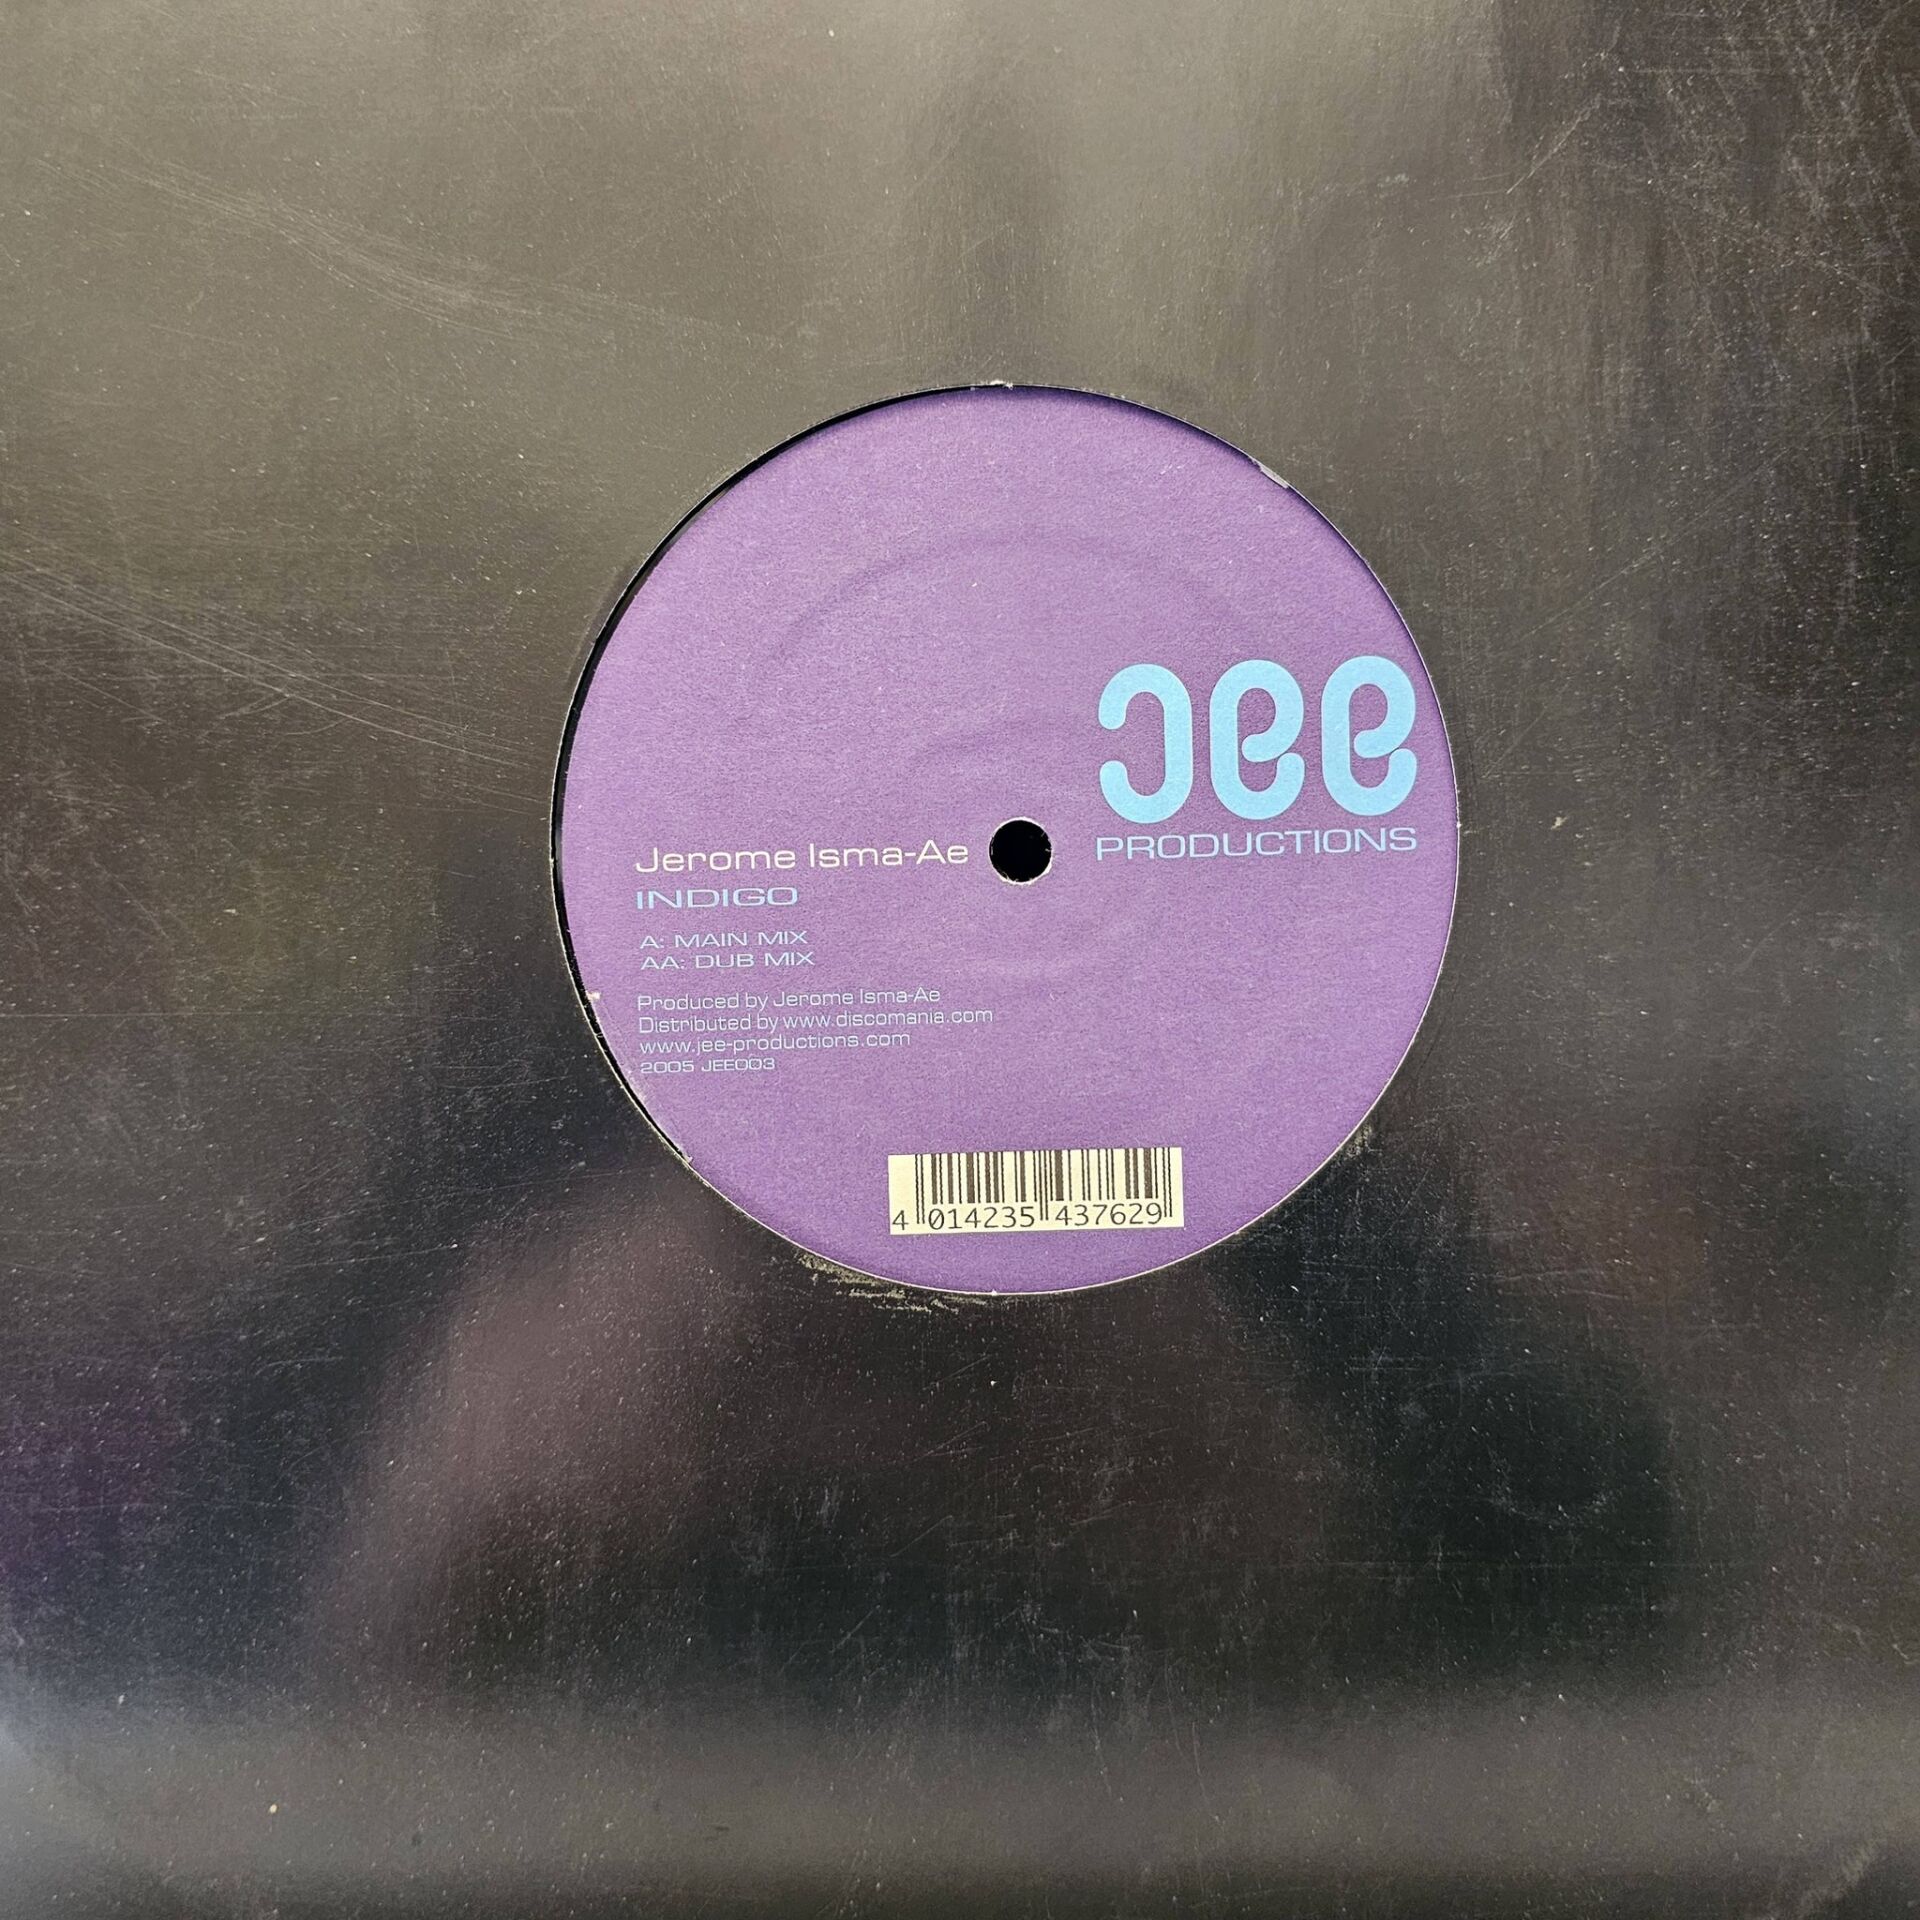 Jee
PRODUCTIONS
Jerome Isma-Ae
INDIGO
A: MAIN MIX
AA: DUB MIX
Produced by Jerome Isma-Ae
Distributed by www.discomania.com
www.jee-productions.com
2005 JEE003
4 014235 437629